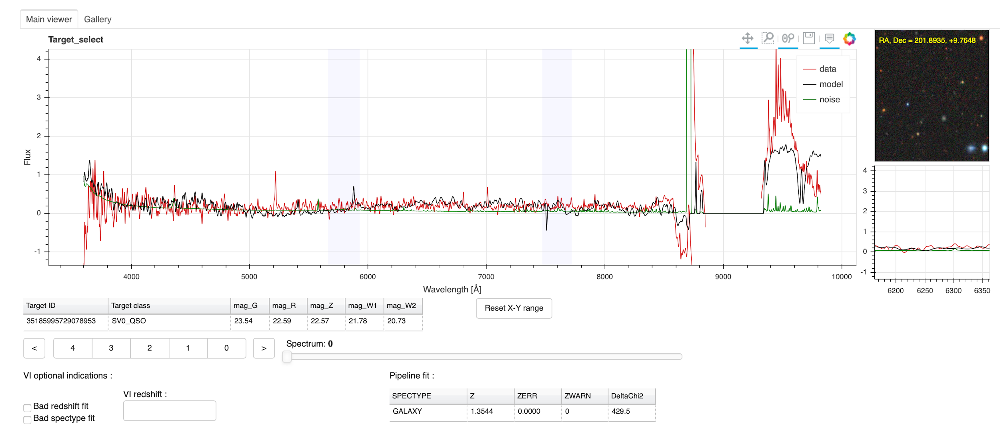 Main viewer Gallery
Target_select
RA, Dec = 201.8935, +9.7648
data
model
noise
Flux
4
3
2
1
0
-1
4000 5000 6000 7000 8000 9000 10000
Wavelength [Å]
4
3
2
1
0
-1
6200 6250 6300 6350
Target ID Target class mag_G mag_R mag_Z mag_W1 mag_W2
35185995729078953 SV0_QSO 23.54 22.59 22.57 21.78 20.73
Reset X-Y range
< 4 3 2 1 0 >
Spectrum: 0
VI optional indications :
VI redshift :
Bad redshift fit
Bad spectype fit
Pipeline fit :
SPECTYPE Z ZERR ZWARN DeltaChi2
GALAXY 1.3544 0.0000 0 429.5